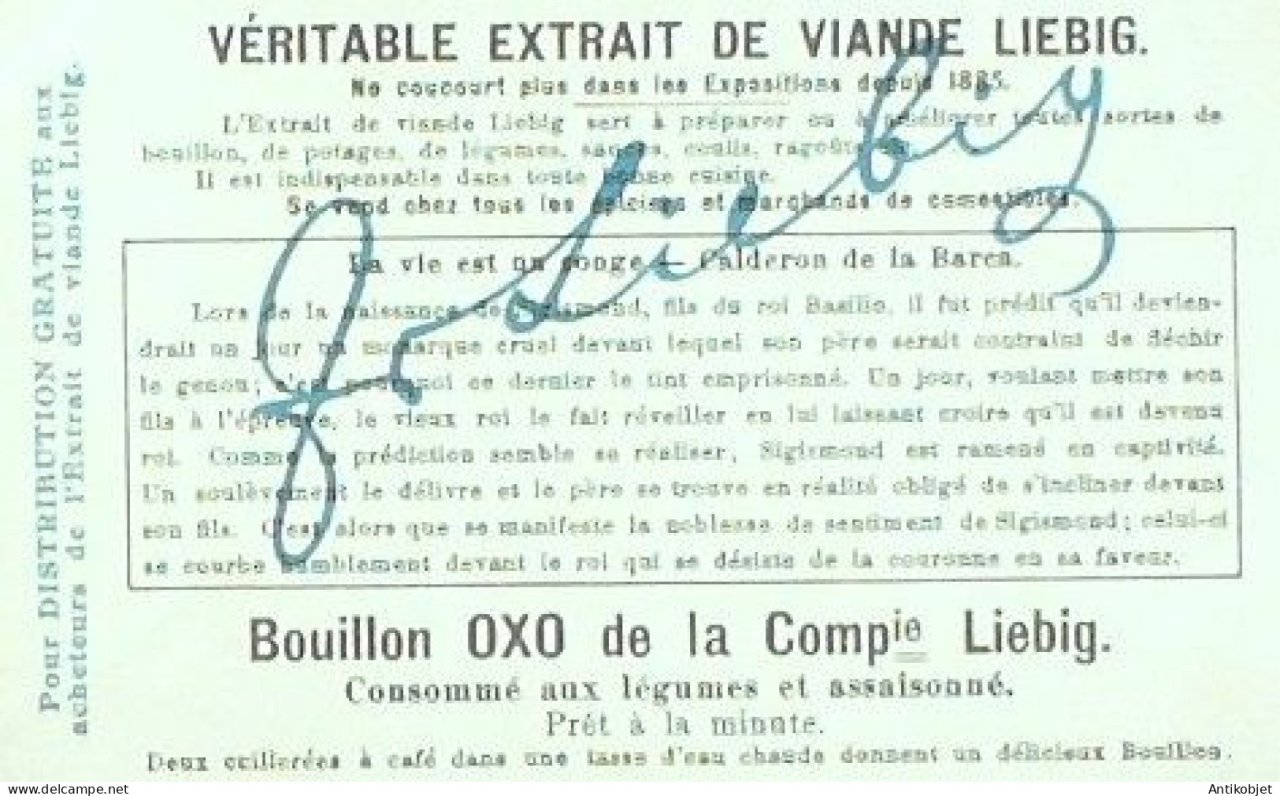 VÉRITABLE EXTRAIT DE VIANDE LIEBIG.
Ne concourt plus dans les Expositions depuis 1885.
L'Extrait de viande Liebig sert à préparer ou à améliorer toutes sortes de
bouillon, de potages, de légumes, sauces, coulis, ragoûts etc.
Il est indispensable dans toute bonne cuisine.
Se vend chez tous les épiciers et marchands de comestibles.
La vie est un songe — Calderon de la Barca.
Lors de la naissance de Sigismond, fils du roi Basilio, il fut prédit qu'il devien-
drait un jour un monarque cruel devant lequel son père serait contraint de fléchir
le genou; c'est pourquoi ce dernier le tint emprisonné. Un jour, voulant mettre son
fils à l'épreuve, le vieux roi le fait réveiller en lui laissant croire qu'il est devenu
roi. Comme la prédiction semble se réaliser, Sigismond est ramené en captivité.
Un soulèvement le délivre et le père se trouve en réalité obligé de s'incliner devant
son fils. C'est alors que se manifeste la noblesse de sentiment de Sigismond; celui-ci
se courbe humblement devant le roi qui se désiste de la couronne en sa faveur.
Bouillon OXO de la Compie Liebig.
Consommé aux légumes et assaisonné.
Prêt à la minute.
Deux cuillerées à café dans une tasse d'eau chaude donnent un délicieux Bouillon.
Pour DISTRIBUTION GRATUITE aux
acheteurs de l'Extrait de viande Liebig.
J v Liebig
www.delcampe.net
Antikobjet